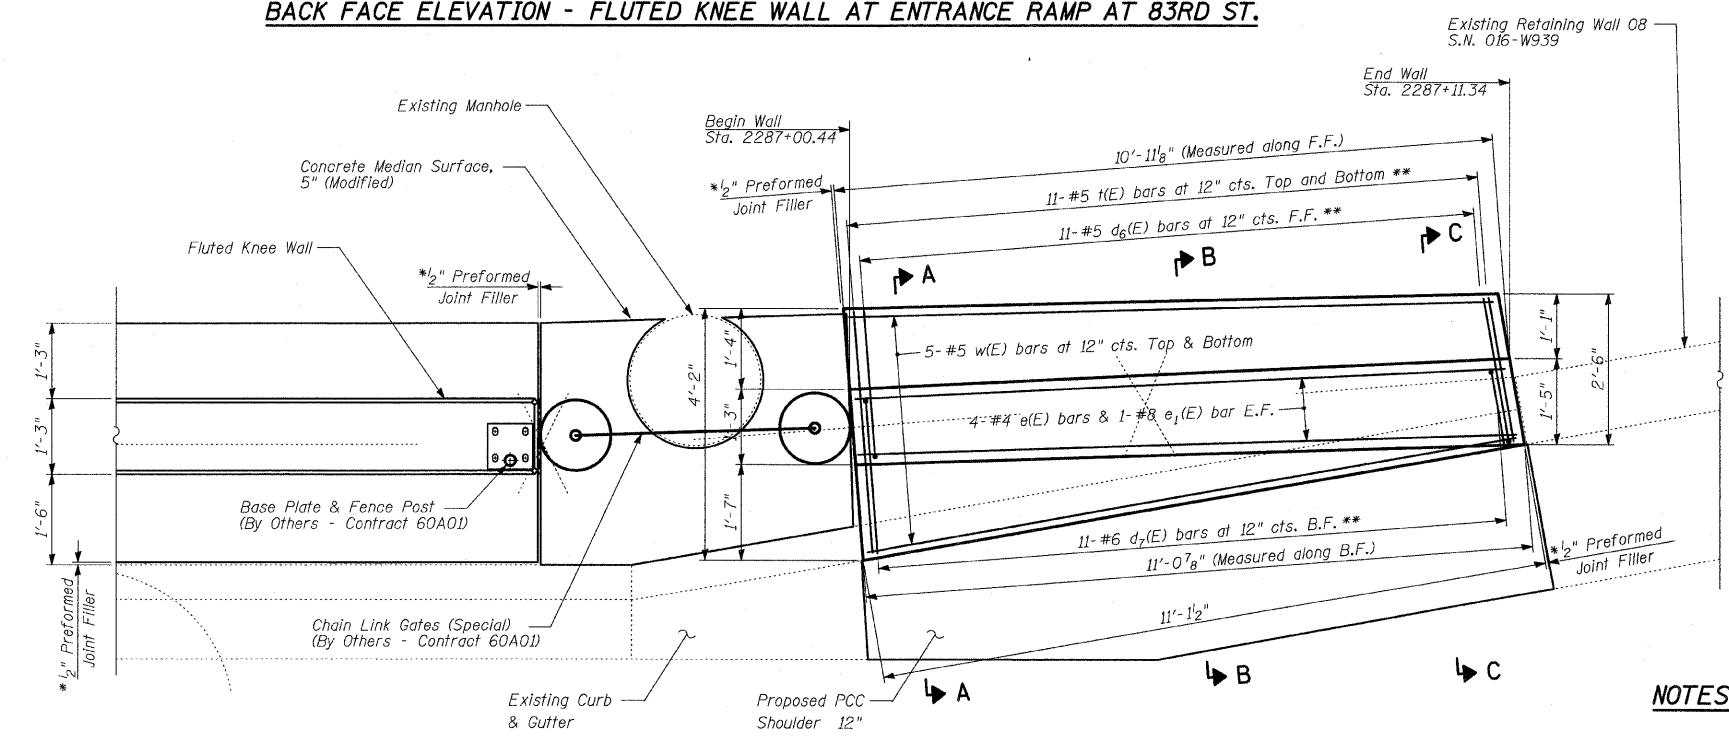 BACK FACE ELEVATION - FLUTED KNEE WALL AT ENTRANCE RAMP AT 83RD ST.
Existing Retaining Wall 08
S.N. 016-W939
End Wall
Sta. 2287+11.34
Existing Manhole
Begin Wall
Sta. 2287+00.44
10'-11⅛" (Measured along F.F.)
Concrete Median Surface,
5" (Modified)
*½" Preformed
Joint Filler
11-#5 t(E) bars at 12" cts. Top and Bottom **
11-#5 d₆(E) bars at 12" cts. F.F. **
Fluted Knee Wall
*½" Preformed
Joint Filler
A
B
C
1'-3"
1'-3"
1'-6"
4'-2"
1'-4"
1'-3"
1'-7"
5-#5 w(E) bars at 12" cts. Top & Bottom
4-#4 e(E) bars & 1-#8 e₁(E) bar E.F.
1'-1"
1'-5"
2'-6"
Base Plate & Fence Post
(By Others - Contract 60A01)
11-#6 d₇(E) bars at 12" cts. B.F. **
11'-0⅞" (Measured along B.F.)
*½" Preformed
Joint Filler
*½" Preformed
Joint Filler
Chain Link Gates (Special)
(By Others - Contract 60A01)
11'-1½"
A
B
C
Existing Curb
& Gutter
Proposed PCC
Shoulder 12"
NOTES